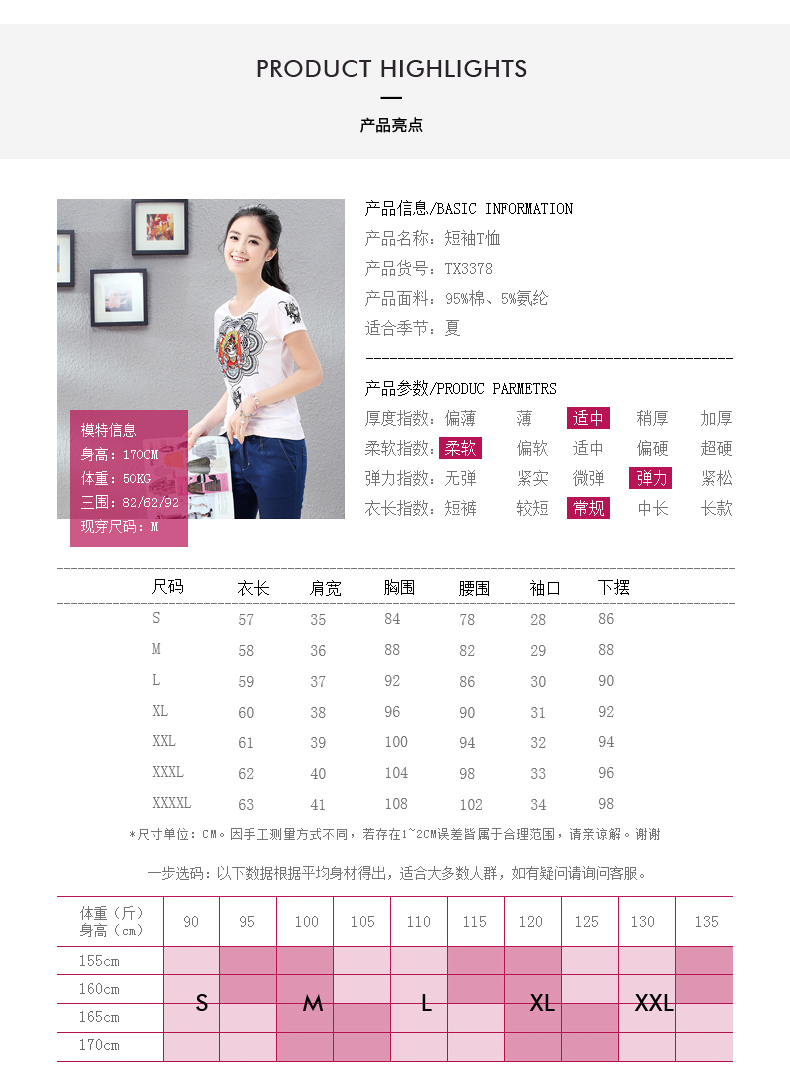 PRODUCT HIGHLIGHTS
产品亮点
产品信息/BASIC INFORMATION
产品名称：短袖T恤
产品货号：TX3378
产品面料：95%棉、5%氨纶
适合季节：夏
产品参数/PRODUC PARMETRS
厚度指数：偏薄 薄 适中 稍厚 加厚
柔软指数：柔软 偏软 适中 偏硬 超硬
弹力指数：无弹 紧实 微弹 弹力 紧松
衣长指数：短裤 较短 常规 中长 长款
模特信息
身高：170CM
体重：50KG
三围：82/62/92
现穿尺码：M
尺码 衣长 肩宽 胸围 腰围 袖口 下摆
S 57 35 84 78 28 86
M 58 36 88 82 29 88
L 59 37 92 86 30 90
XL 60 38 96 90 31 92
XXL 61 39 100 94 32 94
XXXL 62 40 104 98 33 96
XXXXL 63 41 108 102 34 98
*尺寸单位：CM。因手工测量方式不同，若存在1~2CM误差皆属于合理范围，请亲谅解。谢谢
一步选码：以下数据根据平均身材得出，适合大多数人群，如有疑问请询问客服。
体重（斤） 90 95 100 105 110 115 120 125 130 135
身高（cm）
155cm
160cm
S M L XL XXL
165cm
170cm